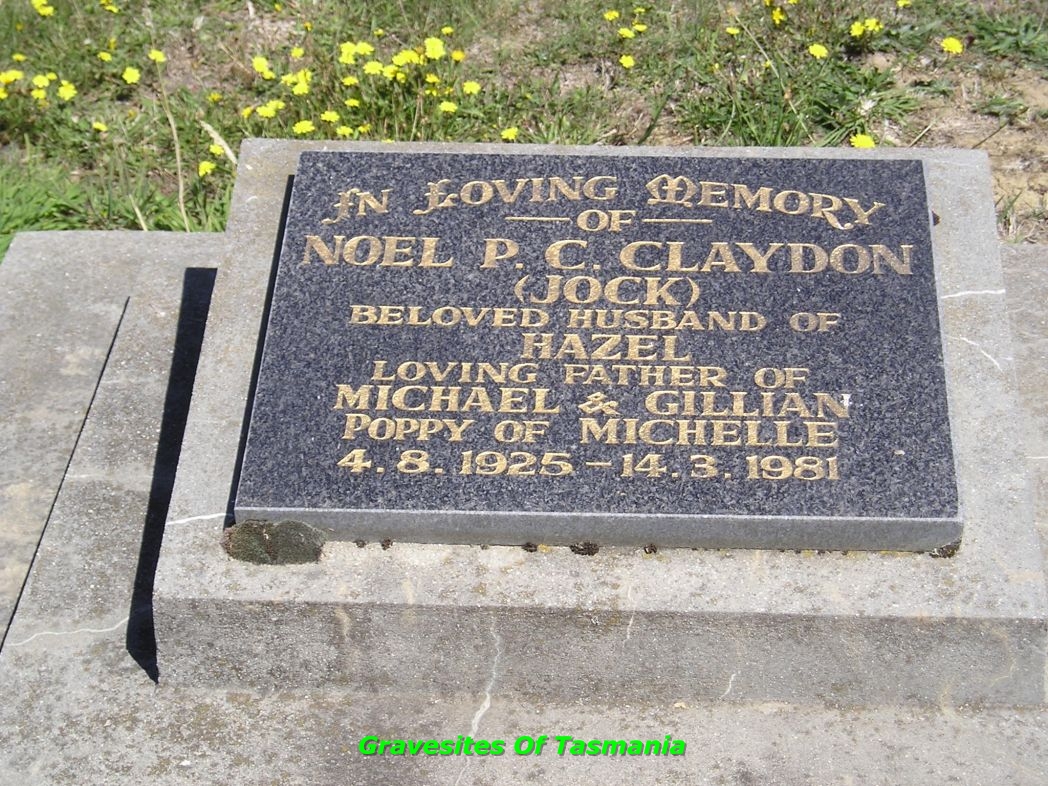 IN LOVING MEMORY
— OF —
NOEL P. C. CLAYDON
(JOCK)
BELOVED HUSBAND OF
HAZEL
LOVING FATHER OF
MICHAEL & GILLIAN
POPPY OF MICHELLE
4. 8. 1925 – 14. 3. 1981
Gravesites Of Tasmania